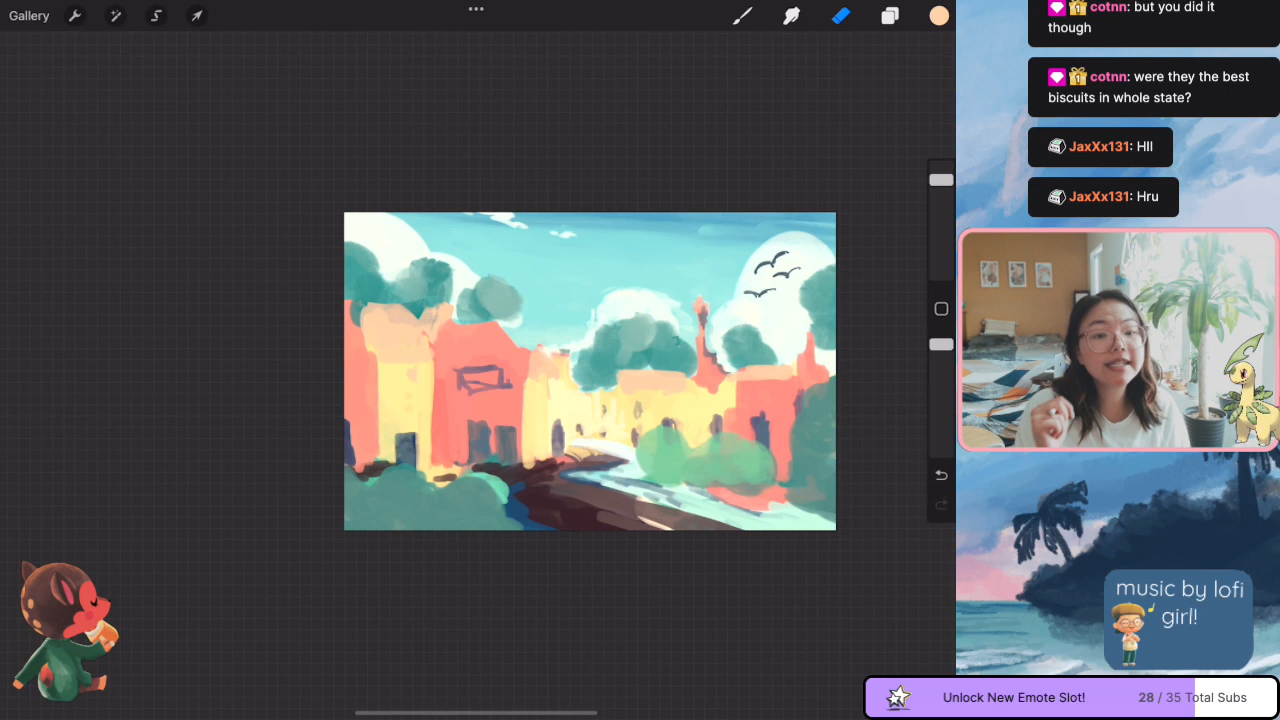 Gallery
cotnn: but you did it
though
cotnn: were they the best
biscuits in whole state?
JaxXx131: HII
JaxXx131: Hru
music by lofi
girl!
Unlock New Emote Slot! 28 / 35 Total Subs